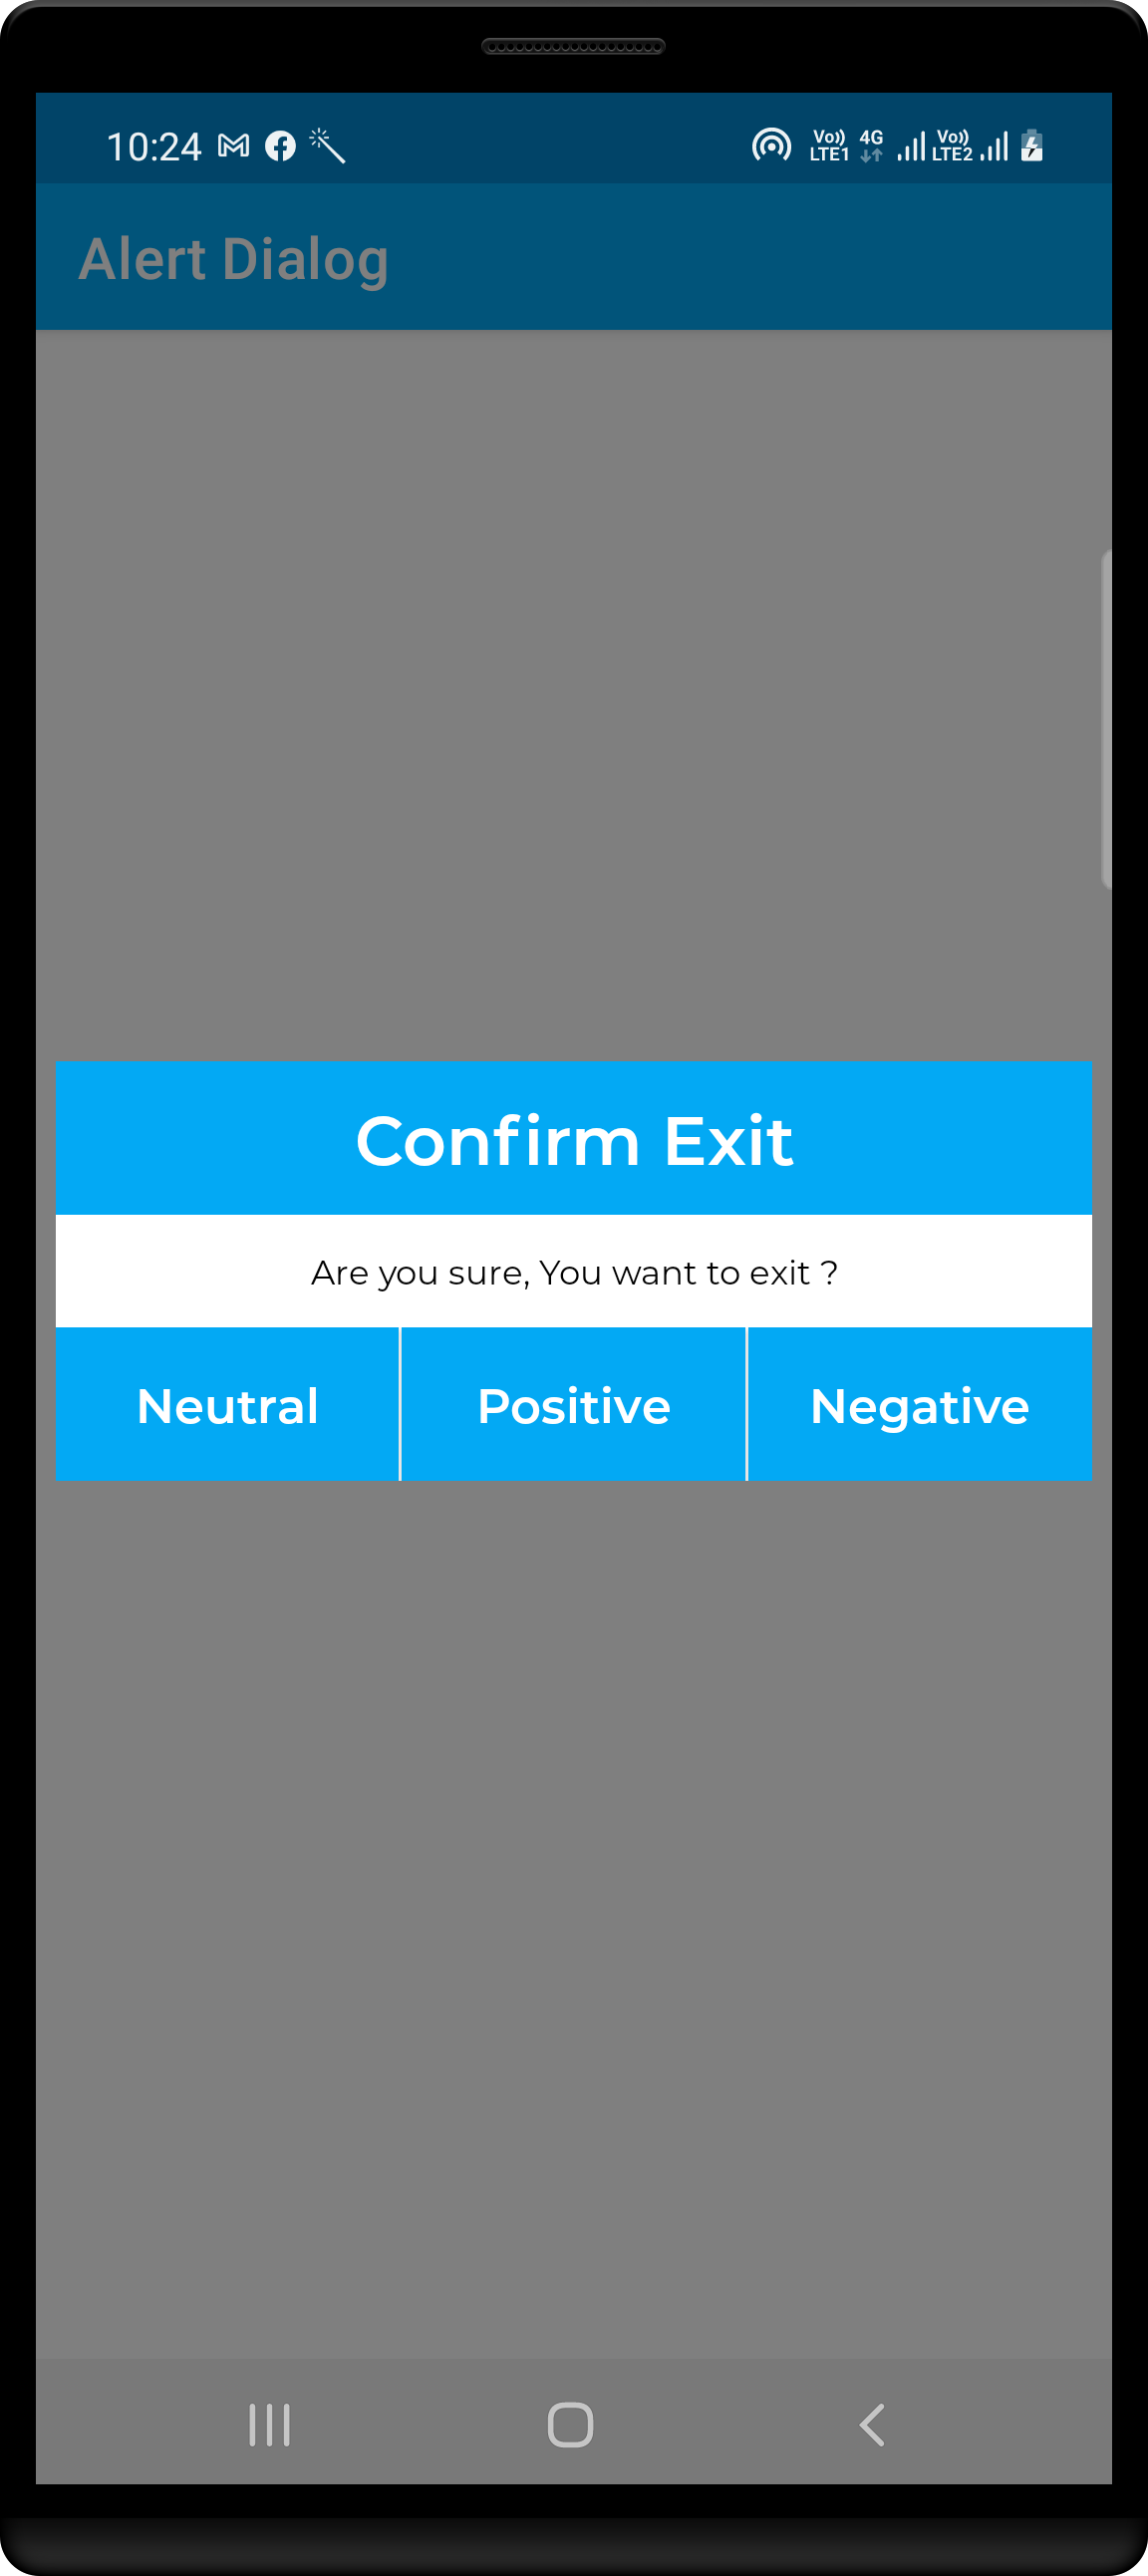 10:24 Vo)) LTE1 4G Vo)) LTE2
Alert Dialog
Confirm Exit
Are you sure, You want to exit ?
Neutral Positive Negative